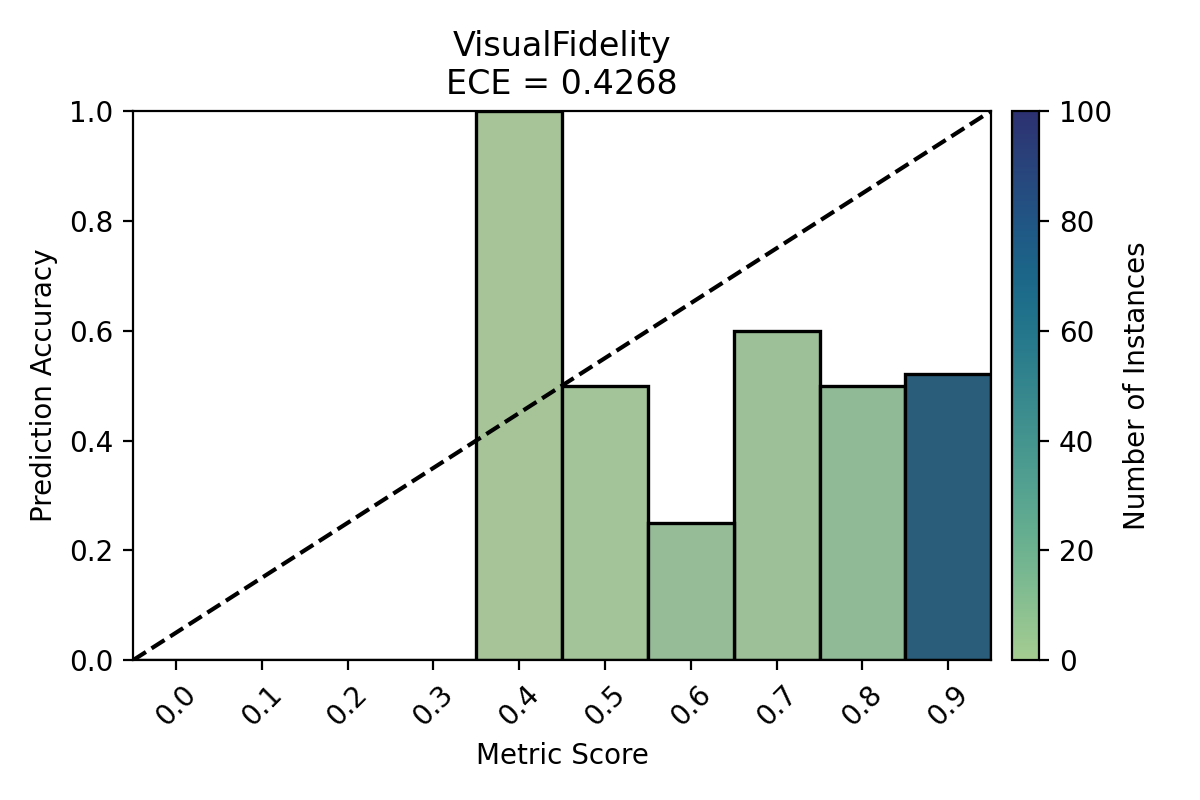 VisualFidelity
ECE = 0.4268
Prediction Accuracy
1.0
0.8
0.6
0.4
0.2
0.0
0.0 0.1 0.2 0.3 0.4 0.5 0.6 0.7 0.8 0.9
Metric Score
100
80
60
40
20
0
Number of Instances